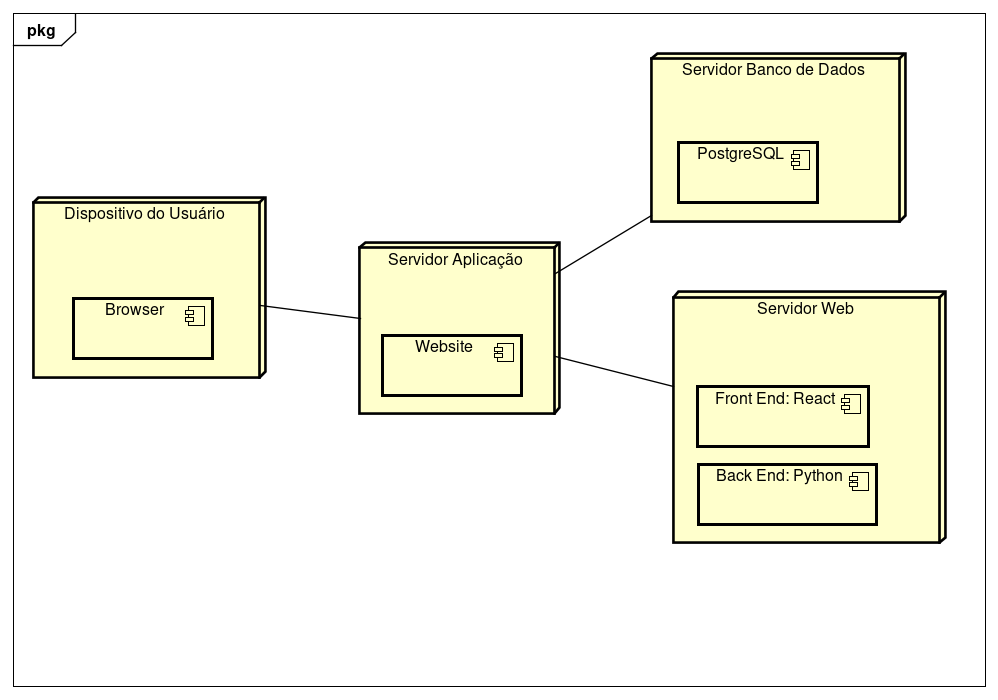 pkg
Servidor Banco de Dados
PostgreSQL
Dispositivo do Usuário
Browser
Servidor Aplicação
Website
Servidor Web
Front End: React
Back End: Python